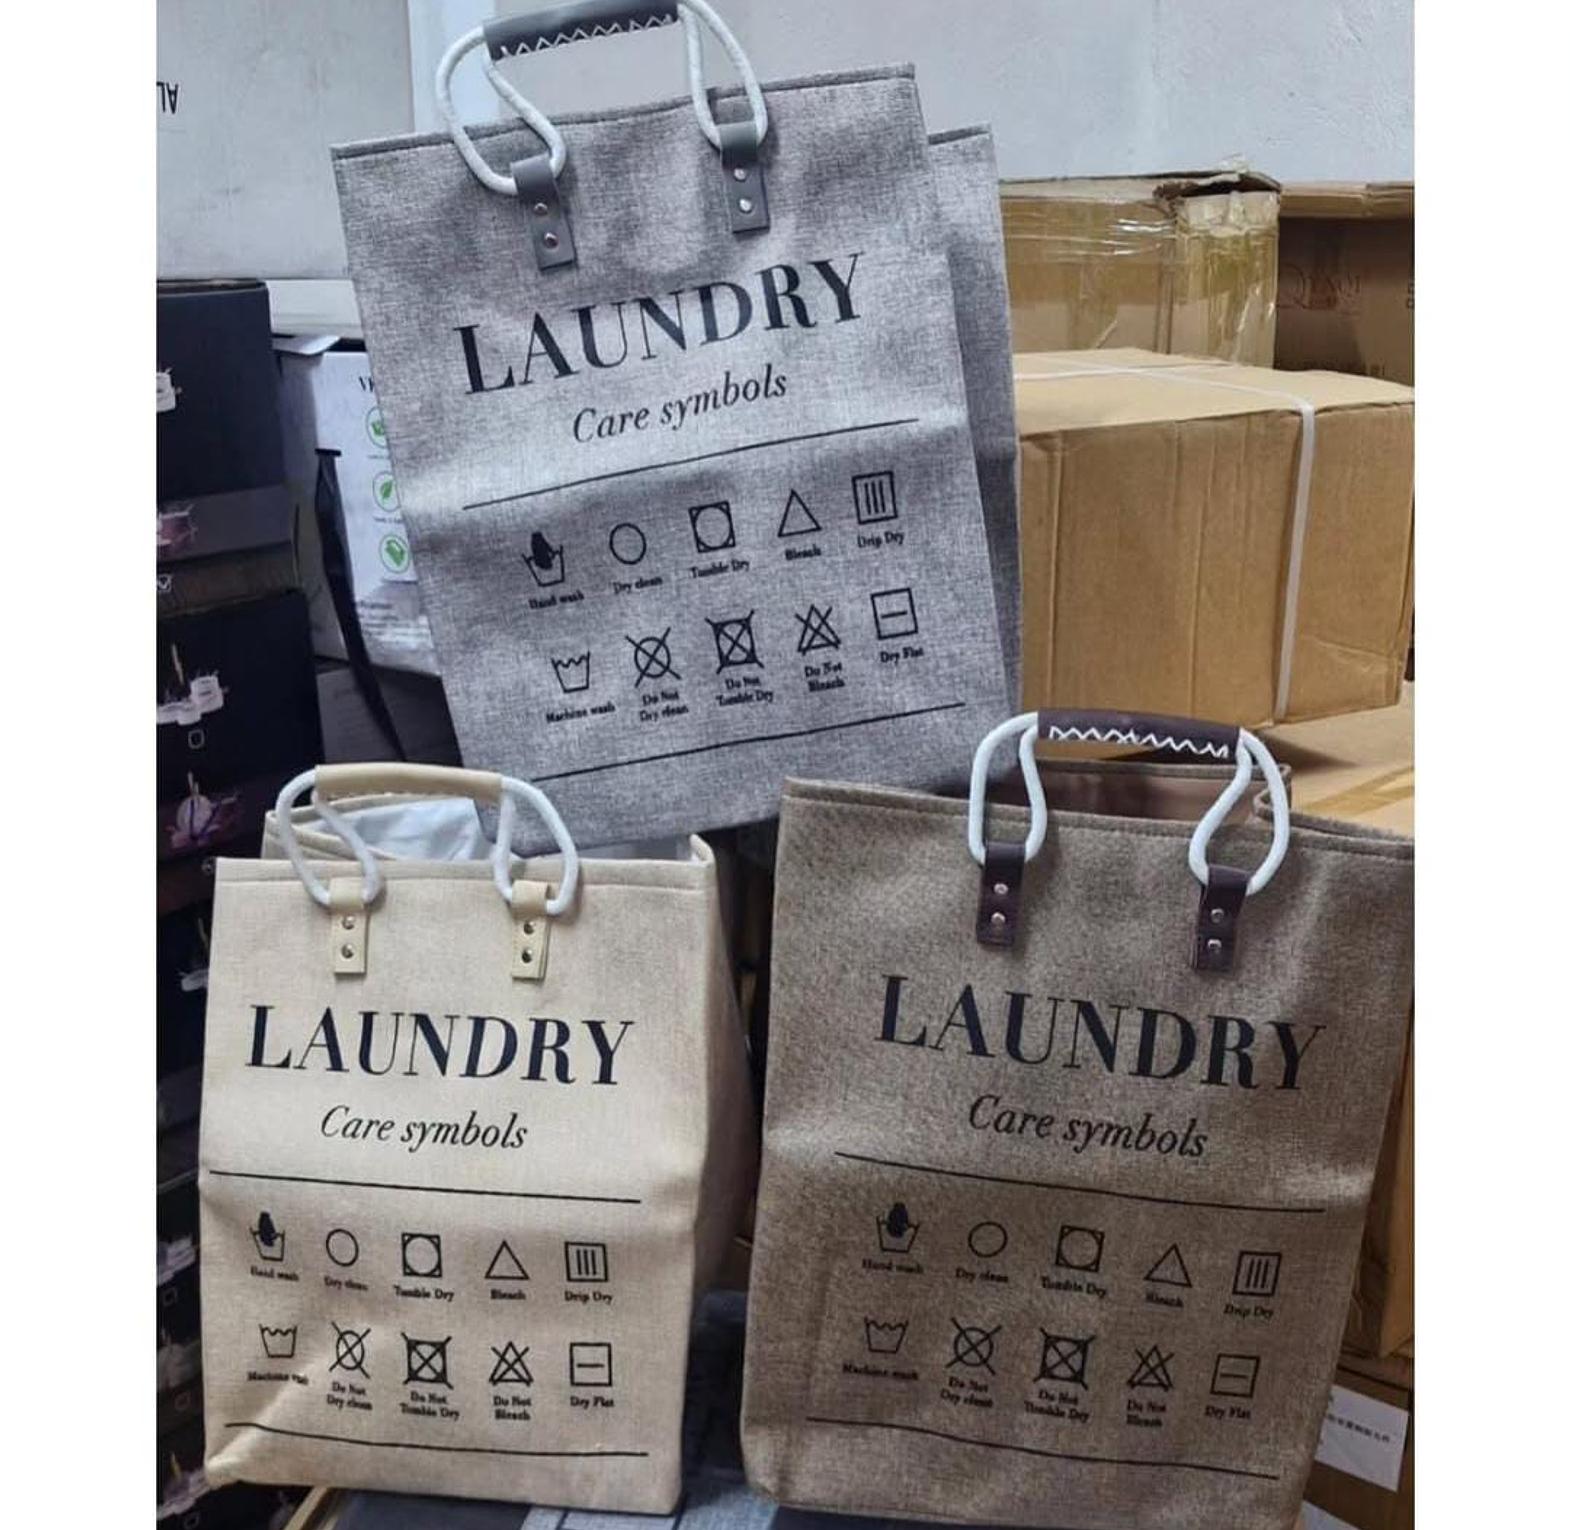 LAUNDRY
Care symbols
Hand wash Dry clean Tumble Dry Bleach Drip Dry
Machine wash Do Not Dry clean Do Not Tumble Dry Do Not Bleach Dry Flat
LAUNDRY
Care symbols
Hand wash Dry clean Tumble Dry Bleach Drip Dry
Machine Do Not Dry clean Do Not Tumble Dry Do Not Bleach Dry Flat
LAUNDRY
Care symbols
Hand wash Dry clean Tumble Dry Bleach Drip Dry
Machine wash Do Not Dry clean Do Not Tumble Dry Do Not Bleach Dry Flat